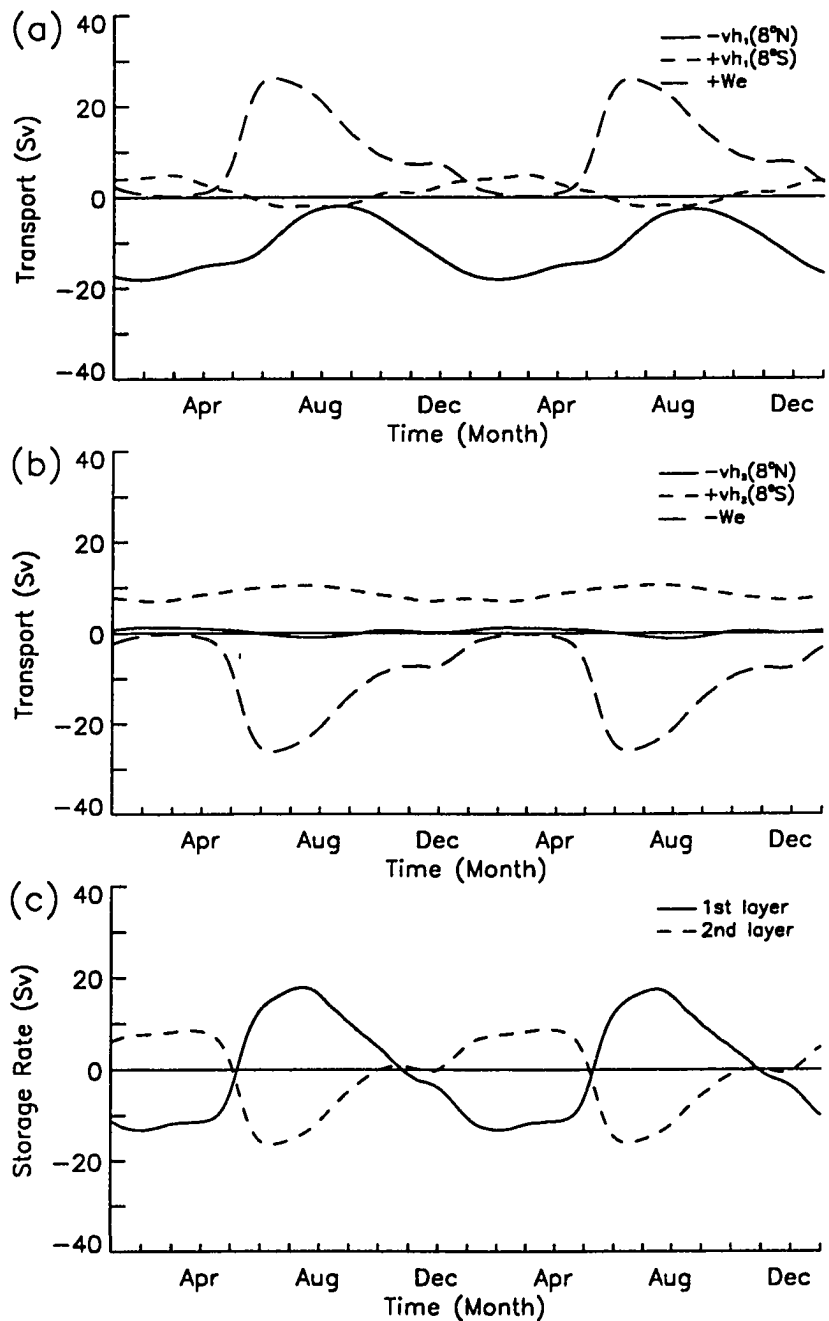 (a)
40
20
0
−20
−40
Transport (Sv)
−vh₁(8°N)
+vh₁(8°S)
+We
Apr Aug Dec Apr Aug Dec
Time (Month)
(b)
40
20
0
−20
−40
Transport (Sv)
−vh₂(8°N)
+vh₂(8°S)
−We
Apr Aug Dec Apr Aug Dec
Time (Month)
(c)
40
20
0
−20
−40
Storage Rate (Sv)
1st layer
2nd layer
Apr Aug Dec Apr Aug Dec
Time (Month)